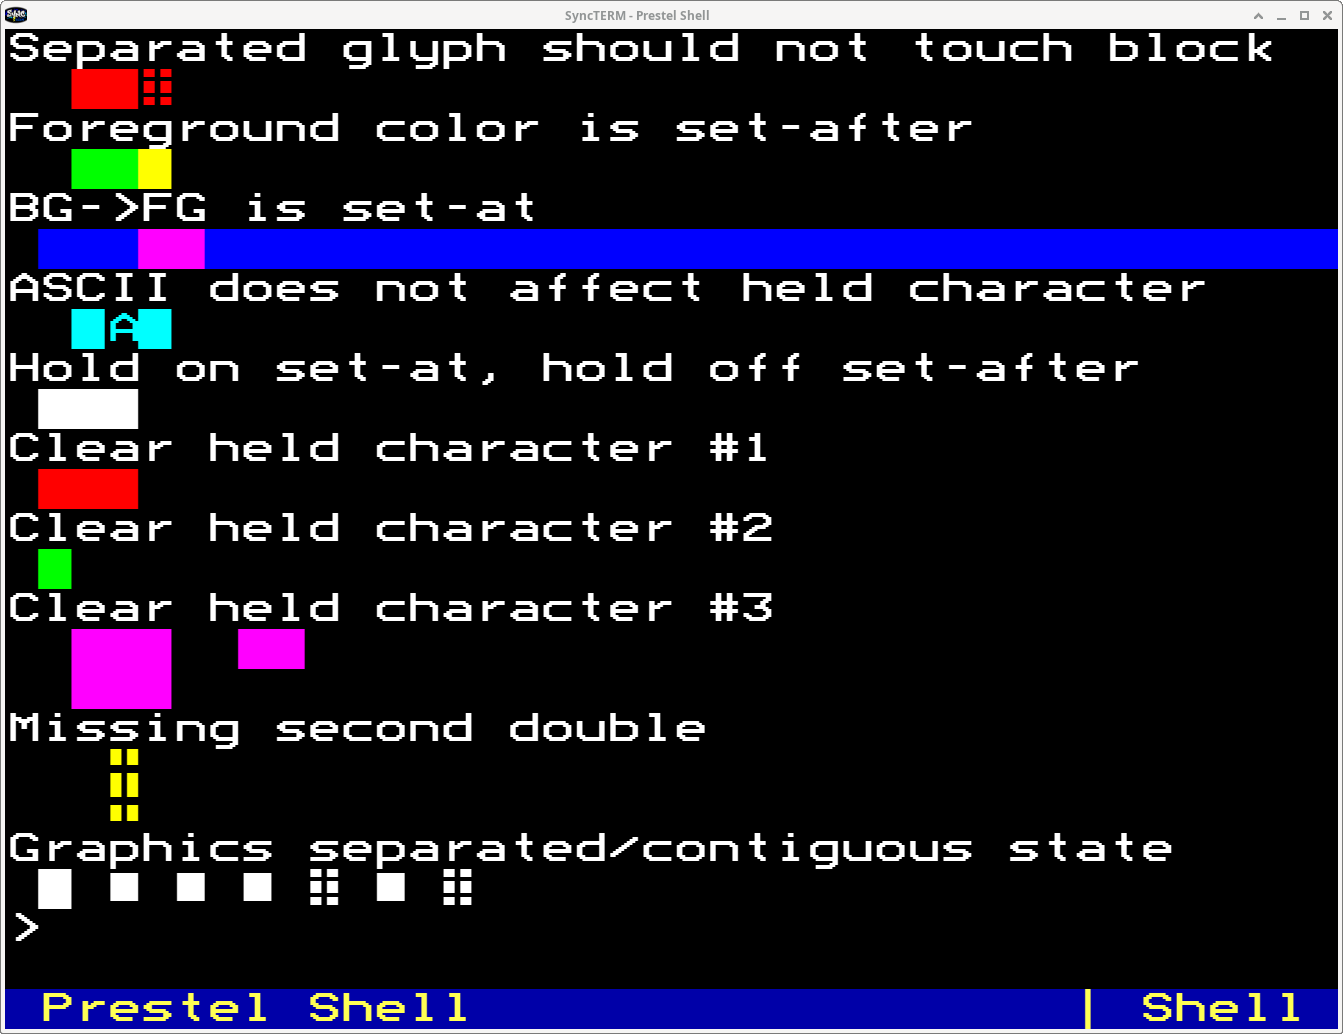 SyncTERM - Prestel Shell
Separated glyph should not touch block
Foreground color is set-after
BG->FG is set-at
ASCII does not affect held character
A
Hold on set-at, hold off set-after
Clear held character #1
Clear held character #2
Clear held character #3
Missing second double
Graphics separated/contiguous state
>
Prestel Shell | Shell